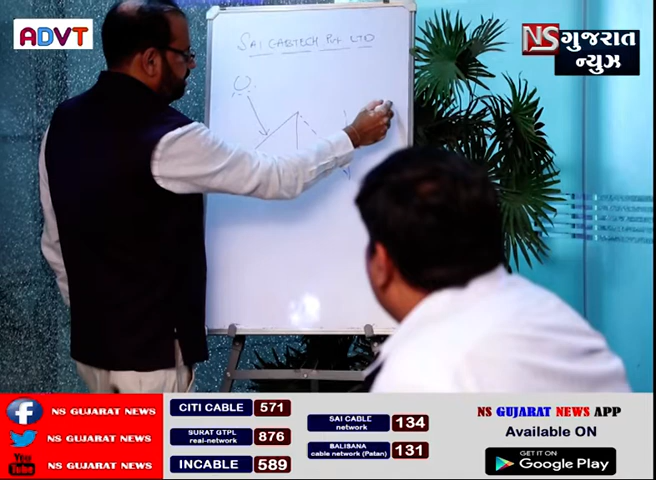 ADVT
NS ગુજરાત
ન્યુઝ
SAI CABTECH PVT LTD
NS GUJARAT NEWS
NS GUJARAT NEWS
You
Tube
NS GUJARAT NEWS
CITI CABLE 571
SURAT GTPL
real-network 876
INCABLE 589
SAI CABLE
network 134
BALISANA
cable network (Patan) 131
NS GUJARAT NEWS APP
Available ON
GET IT ON
Google Play